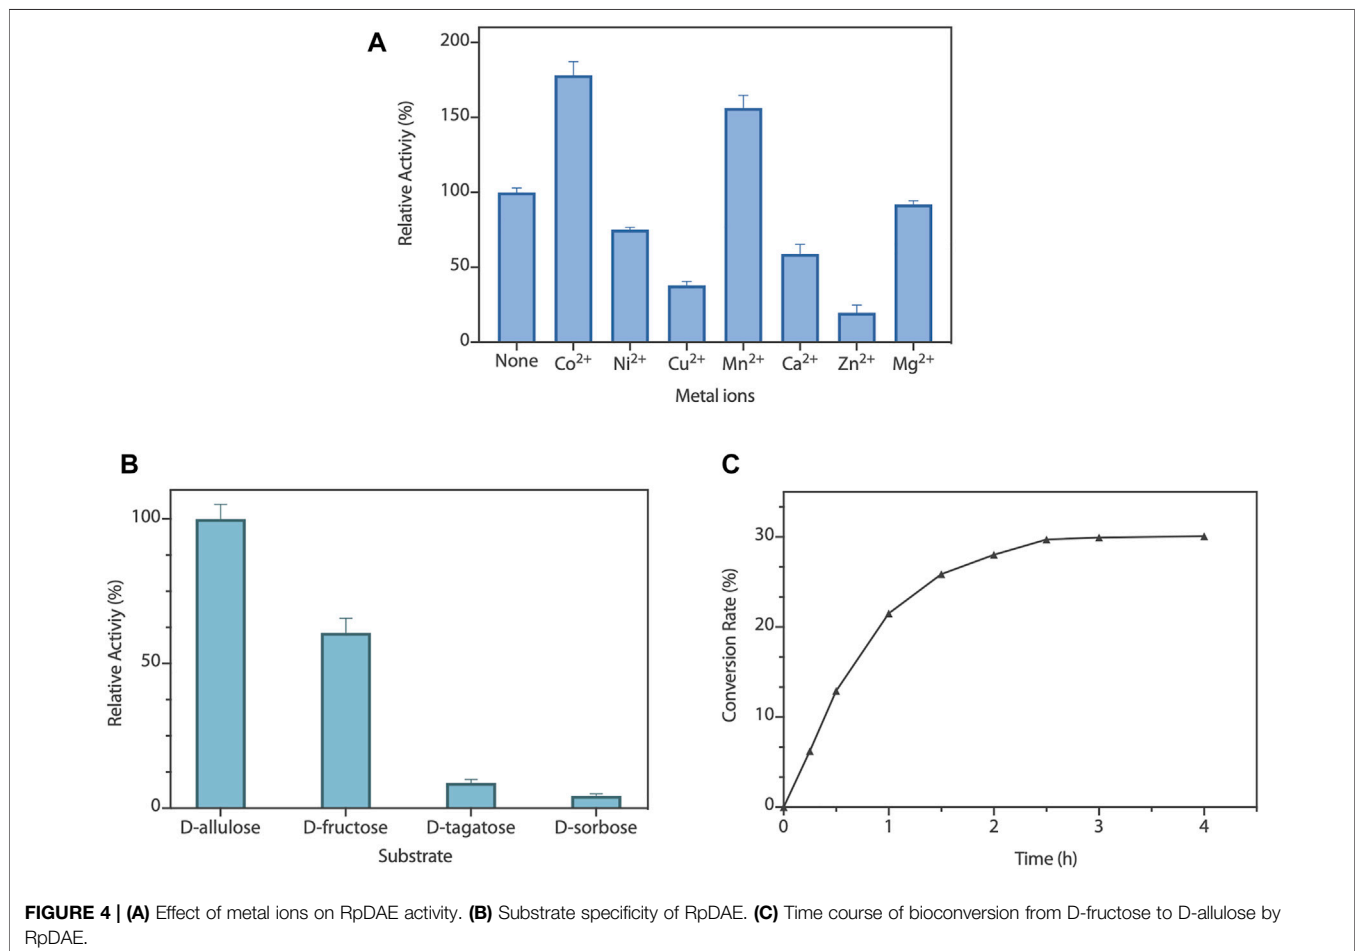 A
200
150
100
50
0
Relative Activiy (%)
None Co2+ Ni2+ Cu2+ Mn2+ Ca2+ Zn2+ Mg2+
Metal ions
B
100
50
0
Relative Activiy (%)
D-allulose D-fructose D-tagatose D-sorbose
Substrate
C
30
20
10
0
Conversion Rate (%)
0 1 2 3 4
Time (h)
FIGURE 4 | (A) Effect of metal ions on RpDAE activity. (B) Substrate specificity of RpDAE. (C) Time course of bioconversion from D-fructose to D-allulose by
RpDAE.